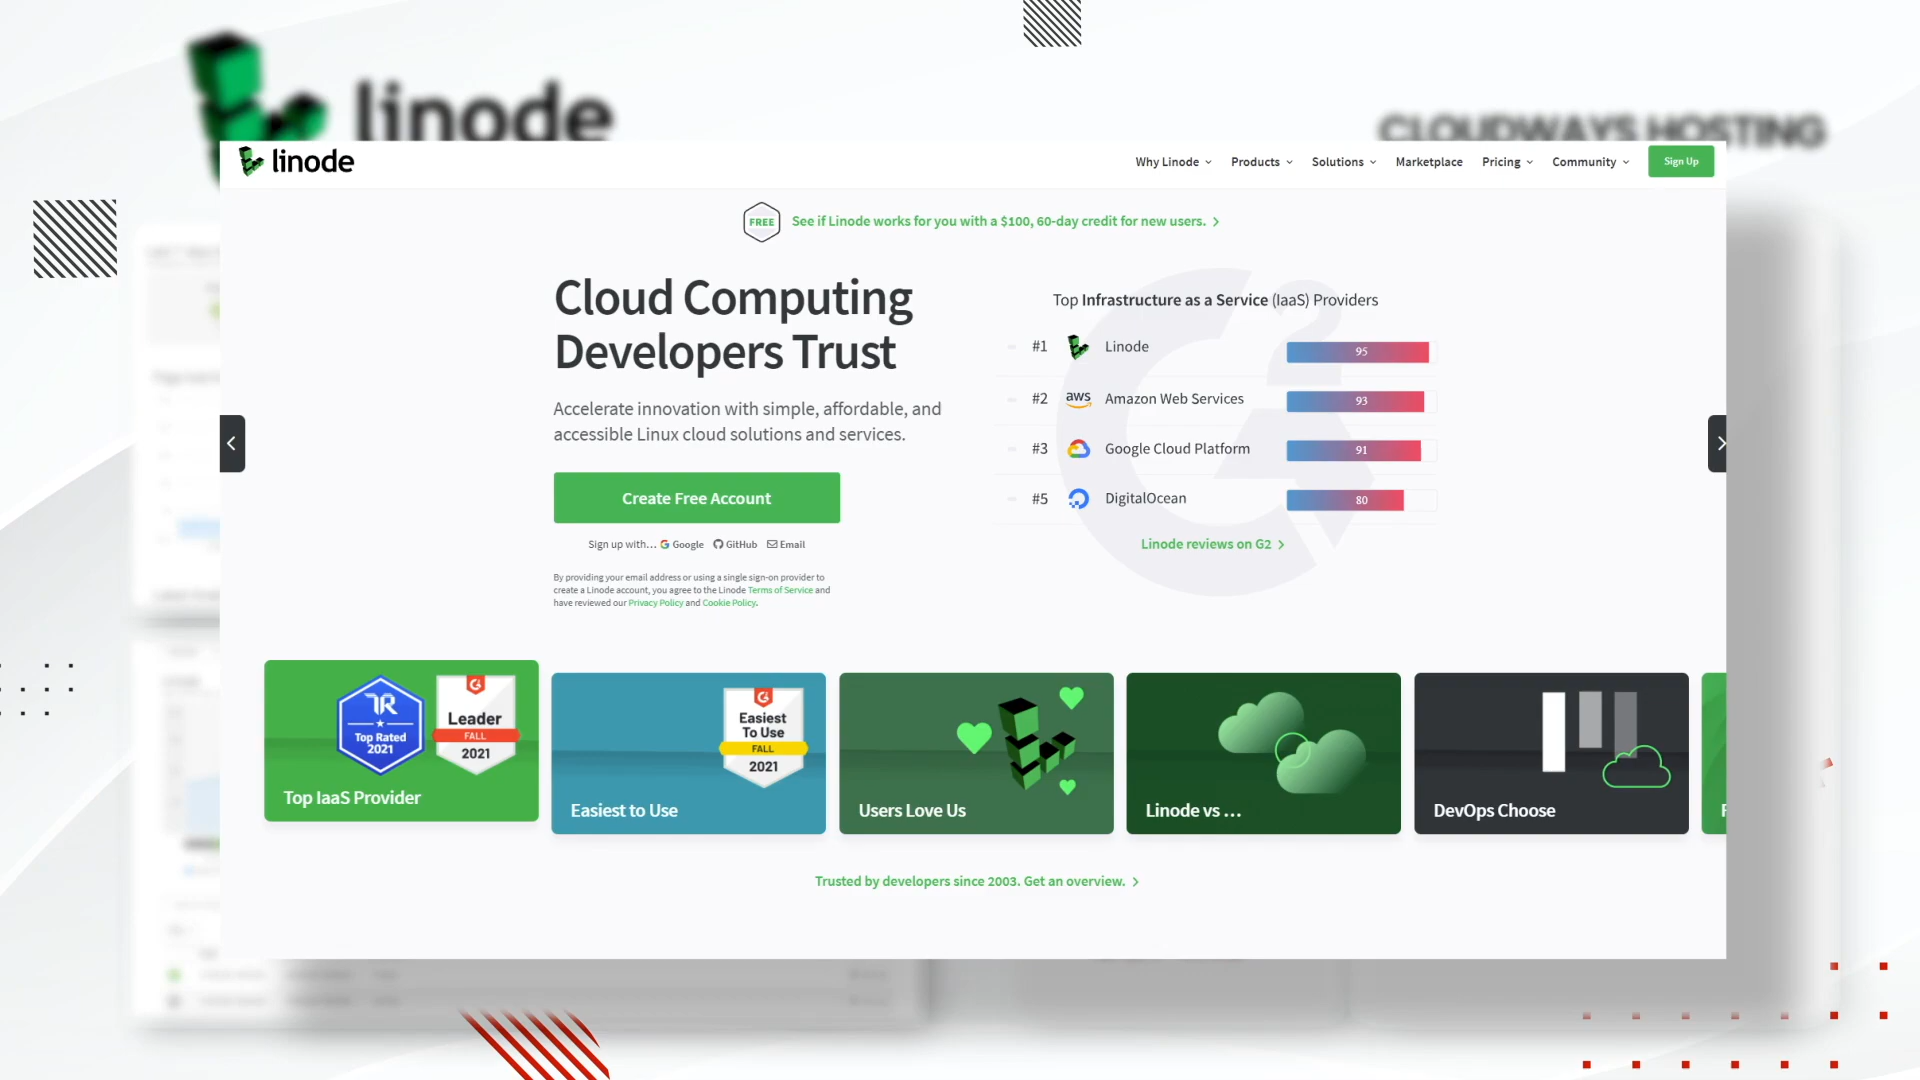 linode
CLOUDWAYS HOSTING
linode
Why Linode
Products
Solutions
Marketplace
Pricing
Community
Sign Up
FREE
See if Linode works for you with a $100, 60-day credit for new users.
Cloud Computing
Developers Trust
Accelerate innovation with simple, affordable, and
accessible Linux cloud solutions and services.
Create Free Account
Sign up with... Google GitHub Email
By providing your email address or using a single sign-on provider to
create a Linode account, you agree to the Linode Terms of Service and
have reviewed our Privacy Policy and Cookie Policy.
Top Infrastructure as a Service (IaaS) Providers
#1 Linode 95
#2 aws Amazon Web Services 93
#3 Google Cloud Platform 91
#5 DigitalOcean 80
Linode reviews on G2
TR
Top Rated
2021
Leader
FALL
2021
Top IaaS Provider
Easiest
To Use
FALL
2021
Easiest to Use
Users Love Us
Linode vs ...
DevOps Choose
Trusted by developers since 2003. Get an overview.